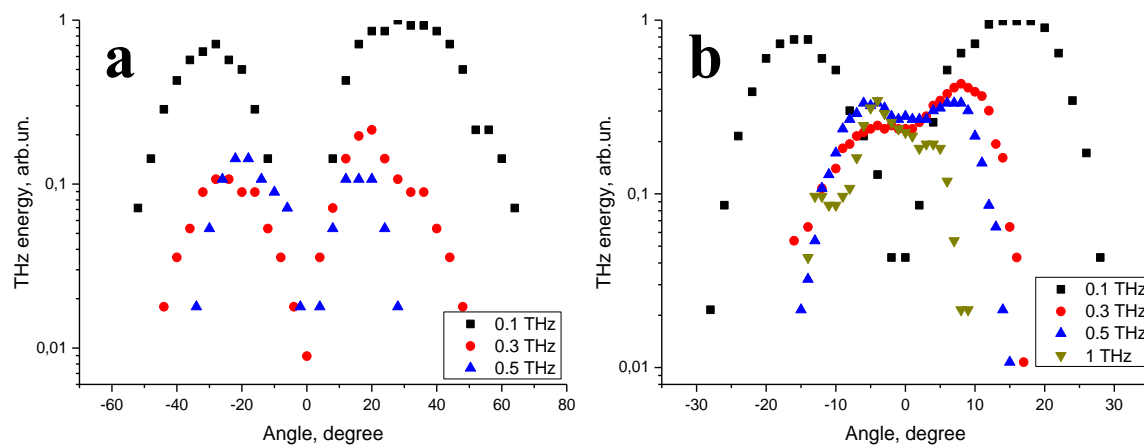 a
THz energy, arb.un.
1
0,1
0,01
-60 -40 -20 0 20 40 60 80
Angle, degree
0.1 THz
0.3 THz
0.5 THz
b
THz energy, arb.un.
1
0,1
0,01
-30 -20 -10 0 10 20 30
Angle, degree
0.1 THz
0.3 THz
0.5 THz
1 THz